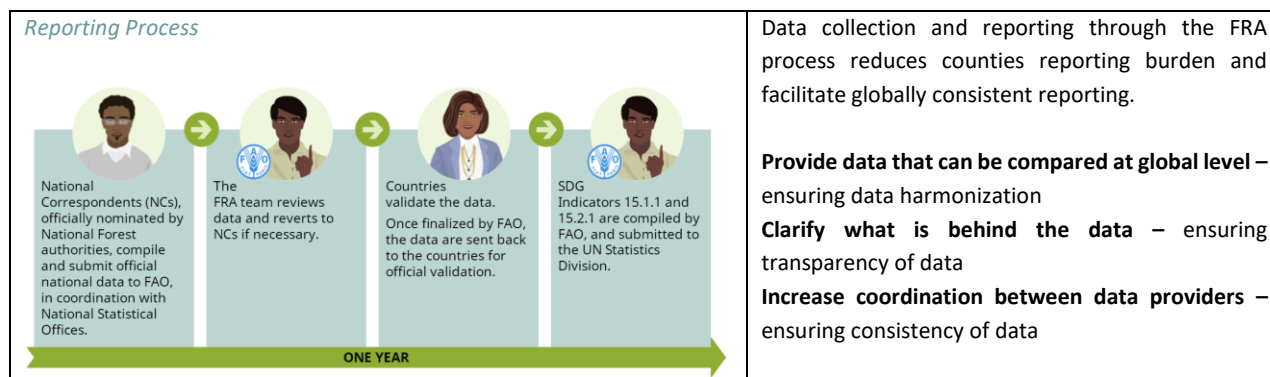 Reporting Process
National
Correspondents (NCs),
officially nominated by
National Forest
authorities, compile
and submit official
national data to FAO,
in coordination with
National Statistical
Offices.
The
FRA team reviews
data and reverts to
NCs if necessary.
Countries
validate the data.
Once finalized by FAO,
the data are sent back
to the countries for
official validation.
SDG
Indicators 15.1.1 and
15.2.1 are compiled by
FAO, and submitted to
the UN Statistics
Division.
ONE YEAR
Data collection and reporting through the FRA
process reduces counties reporting burden and
facilitate globally consistent reporting.
Provide data that can be compared at global level –
ensuring data harmonization
Clarify what is behind the data – ensuring
transparency of data
Increase coordination between data providers –
ensuring consistency of data